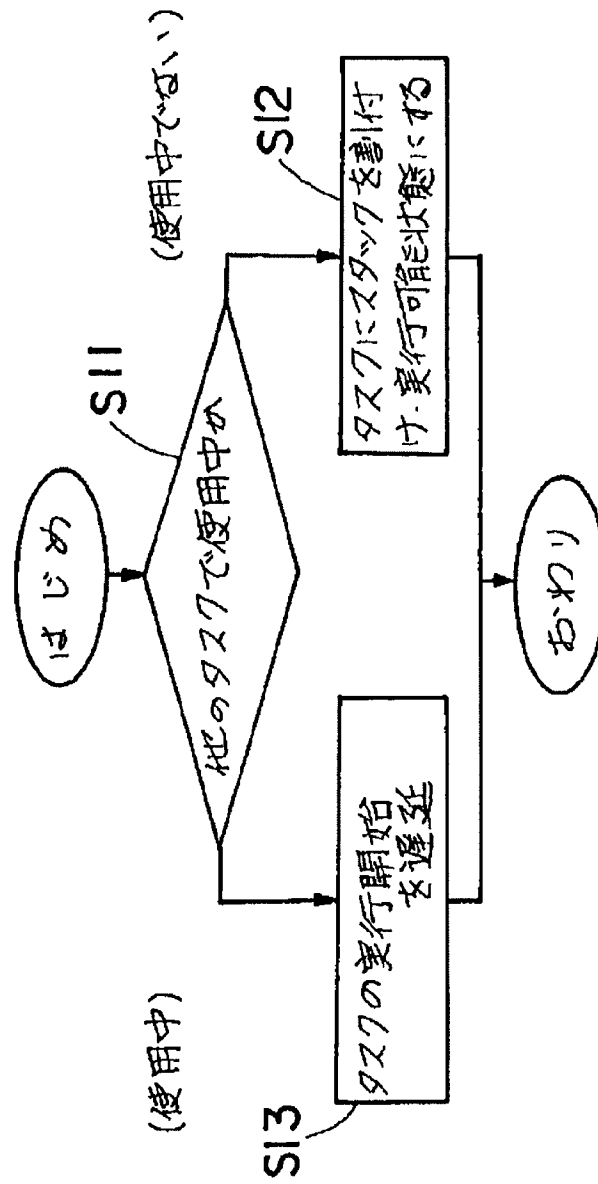 はじめ
S11
他のタスクで使用中か
(使用中)
(使用中でない)
S13
タスクの実行開始
を遅延
S12
タスクにスタックを割付
け、実行可能状態にする
おわり